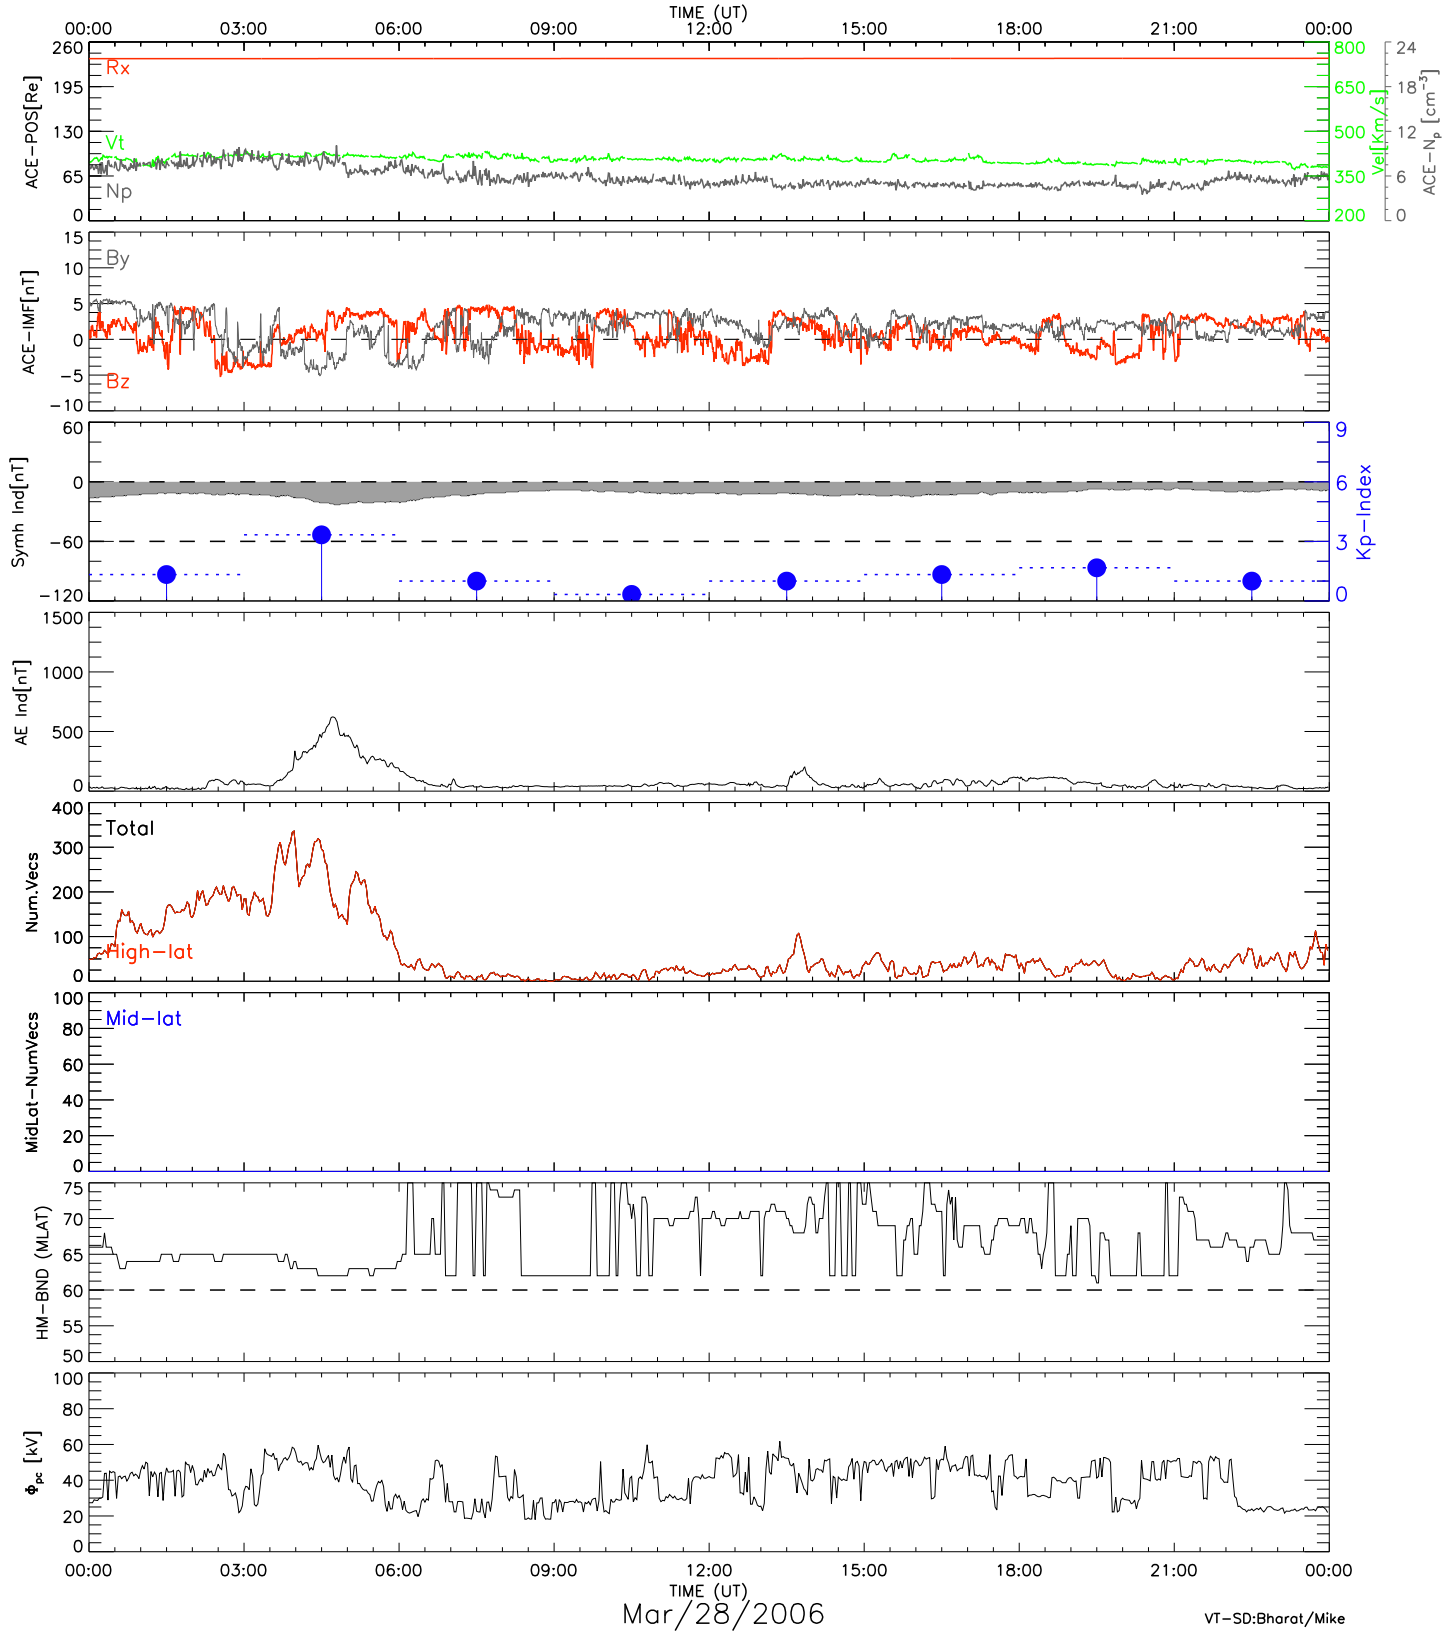 TIME (UT)
00:00 03:00 06:00 09:00 12:00 15:00 18:00 21:00 00:00
260 195 130 65 0
ACE-POS[Re]
Rx
Vt
Np
800 650 500 350 200
Vel[Km/s]
24 18 12 6 0
ACE-Np [cm-3]
15 10 5 0 -5 -10
ACE-IMF[nT]
By
Bz
60 0 -60 -120
Symh Ind[nT]
9 6 3 0
Kp-Index
1500 1000 500 0
AE Ind[nT]
400 300 200 100 0
Num.Vecs
Total
High-lat
100 80 60 40 20 0
MidLat-NumVecs
Mid-lat
75 70 65 60 55 50
HM-BND (MLAT)
100 80 60 40 20 0
Φpc [kV]
00:00 03:00 06:00 09:00 12:00 15:00 18:00 21:00 00:00
TIME (UT)
Mar/28/2006
VT-SD:Bharat/Mike